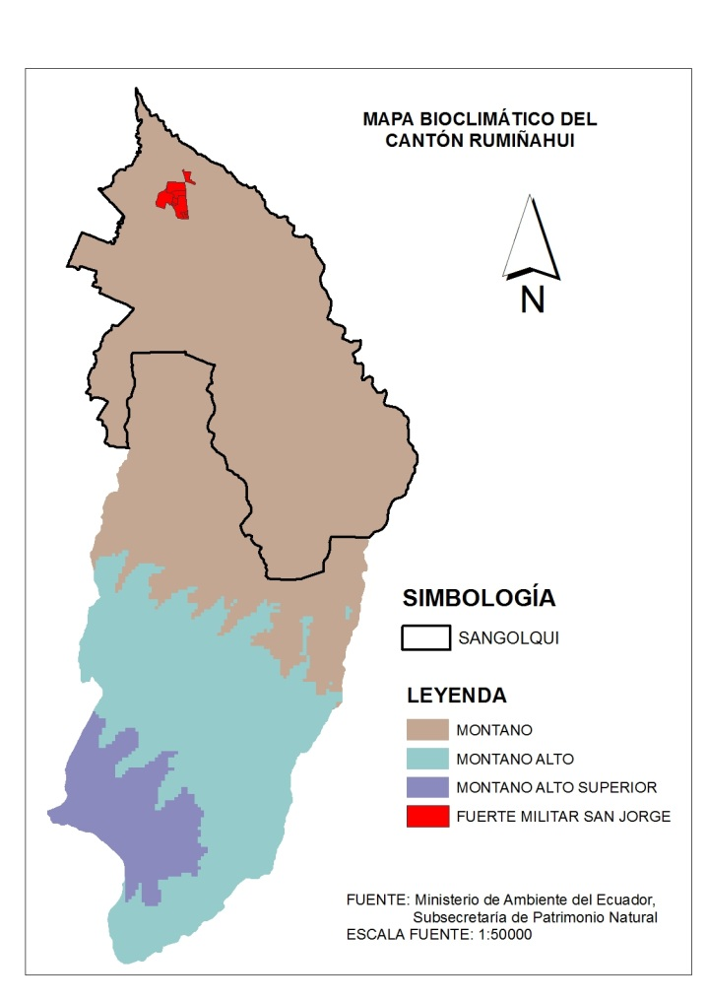 MAPA BIOCLIMÁTICO DEL
CANTÓN RUMIÑAHUI
N
SIMBOLOGÍA
SANGOLQUI
LEYENDA
MONTANO
MONTANO ALTO
MONTANO ALTO SUPERIOR
FUERTE MILITAR SAN JORGE
FUENTE: Ministerio de Ambiente del Ecuador,
Subsecretaría de Patrimonio Natural
ESCALA FUENTE: 1:50000